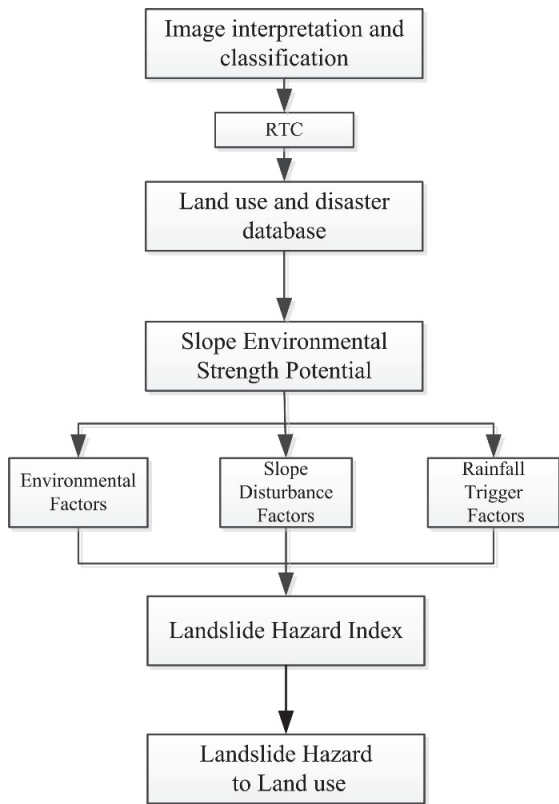 Image interpretation and
classification
RTC
Land use and disaster
database
Slope Environmental
Strength Potential
Environmental
Factors
Slope
Disturbance
Factors
Rainfall
Trigger
Factors
Landslide Hazard Index
Landslide Hazard
to Land use